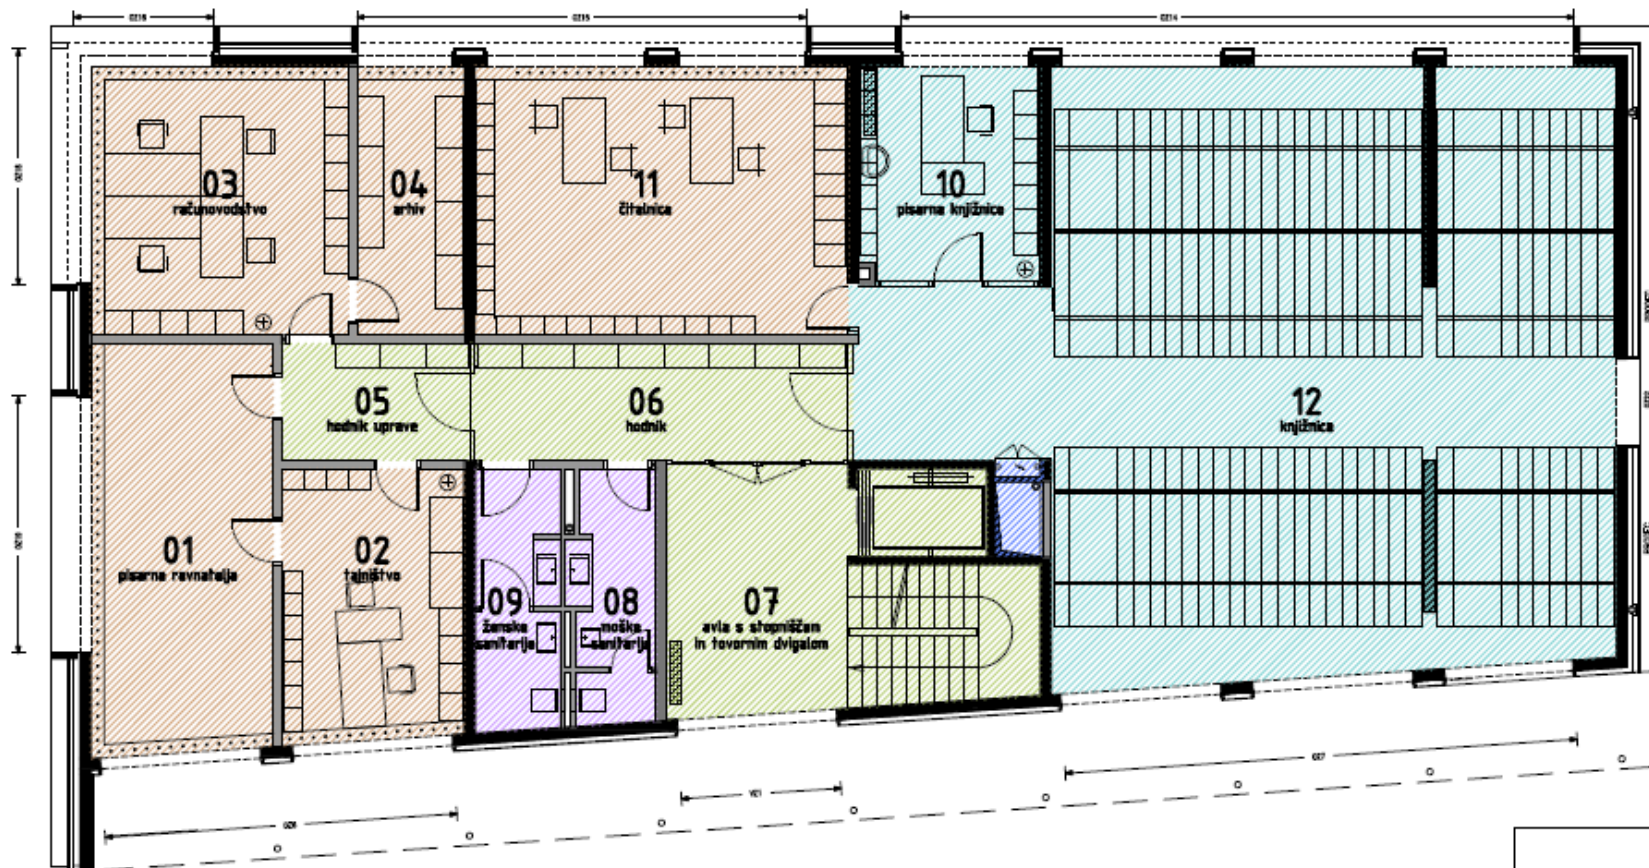 03
računovodstvo
04
arhiv
11
čitalnica
10
pisarna knjižnice
05
hodnik uprave
06
hodnik
12
knjižnica
01
pisarna ravnatelja
02
tajništvo
09
ženske
sanitarije
08
moške
sanitarije
07
avla s stopniščem
in tovornim dvigalom